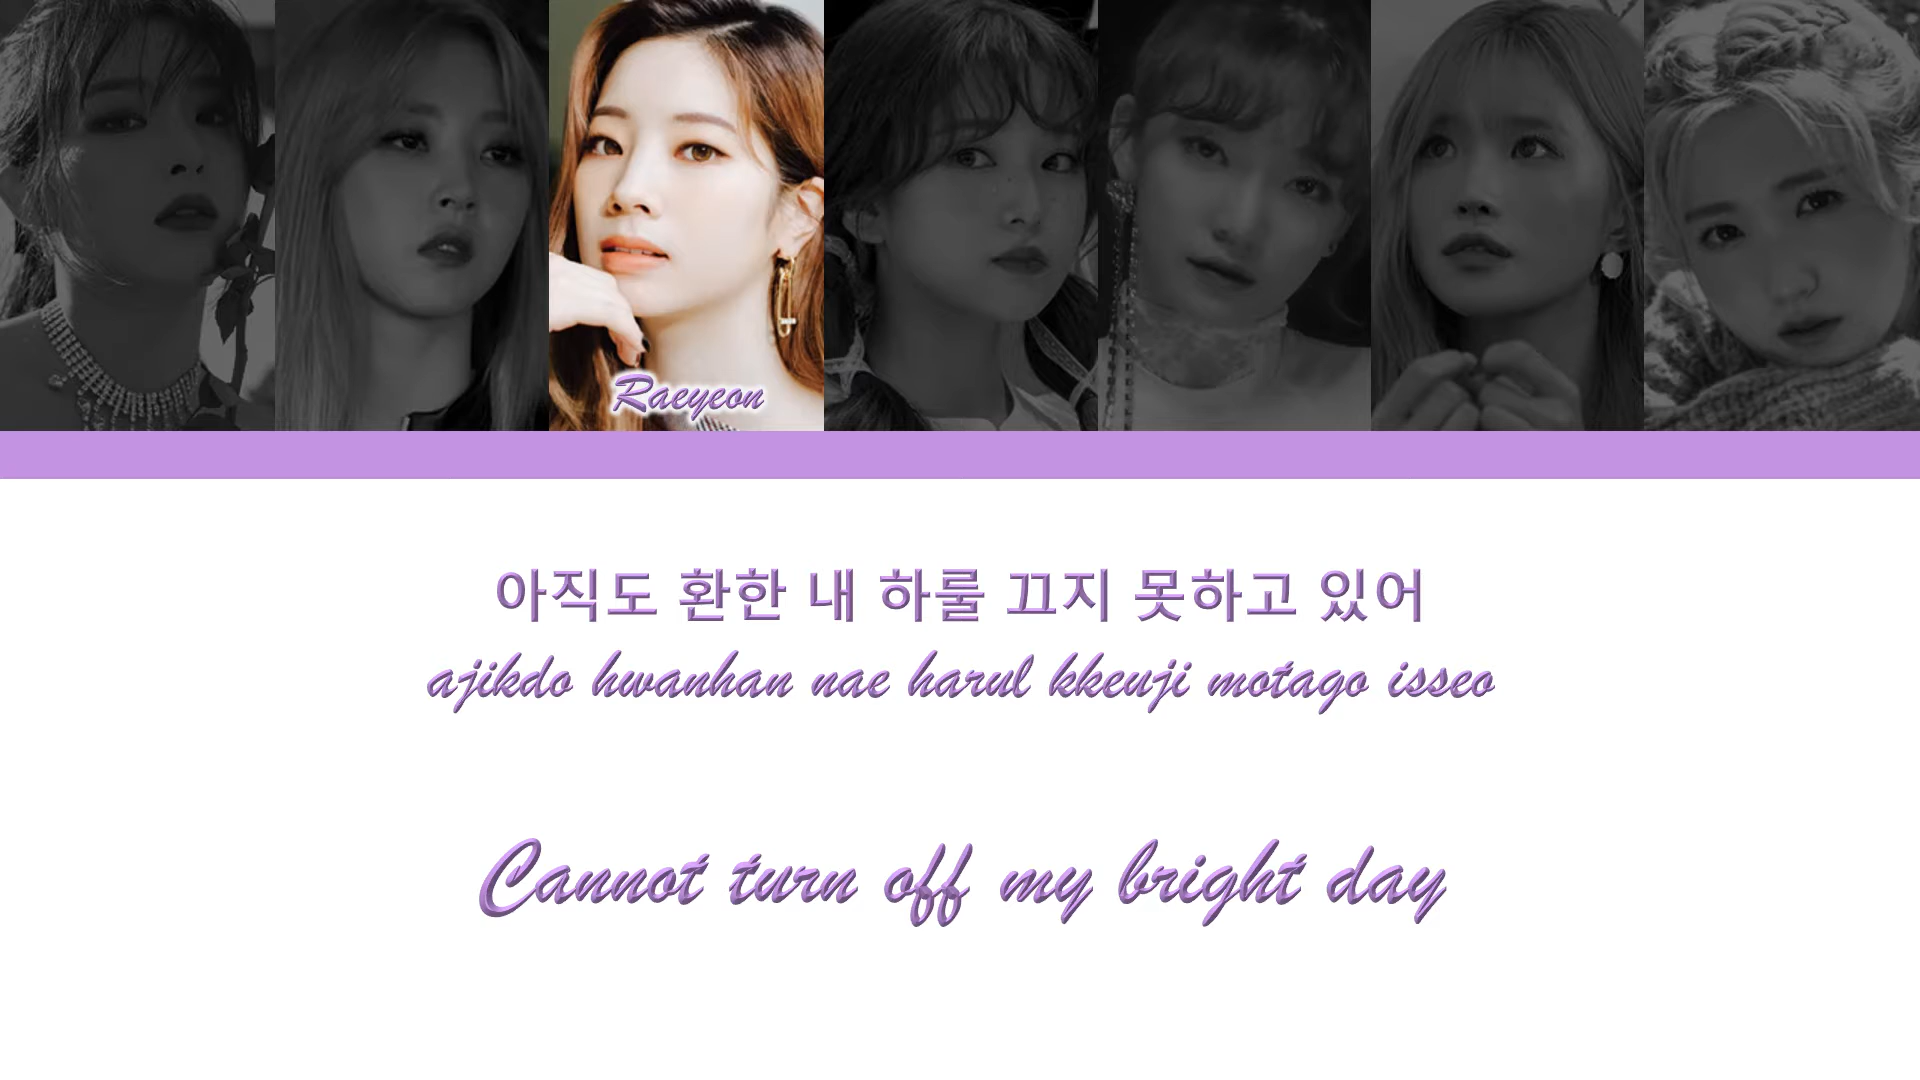 Raeyeon
아직도 환한 내 하룰 끄지 못하고 있어
ajikdo hwanhan nae harul kkeuji motago isseo
Cannot turn off my bright day